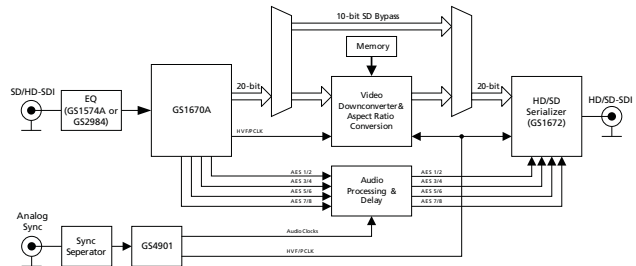 10-bit SD Bypass
Memory
SD/HD-SDI
EQ
(GS1574A or
GS2984)
GS1670A
20-bit
Video
Downconverter&
Aspect Ratio
Conversion
20-bit
HD/SD
Serializer
(GS1672)
HD/SD-SDI
HVF/PCLK
AES 1/2
AES 3/4
AES 5/6
AES 7/8
Audio
Processing &
Delay
AES 1/2
AES 3/4
AES 5/6
AES 7/8
Analog
Sync
Sync
Seperator
GS4901
AudioClocks
HVF/PCLK